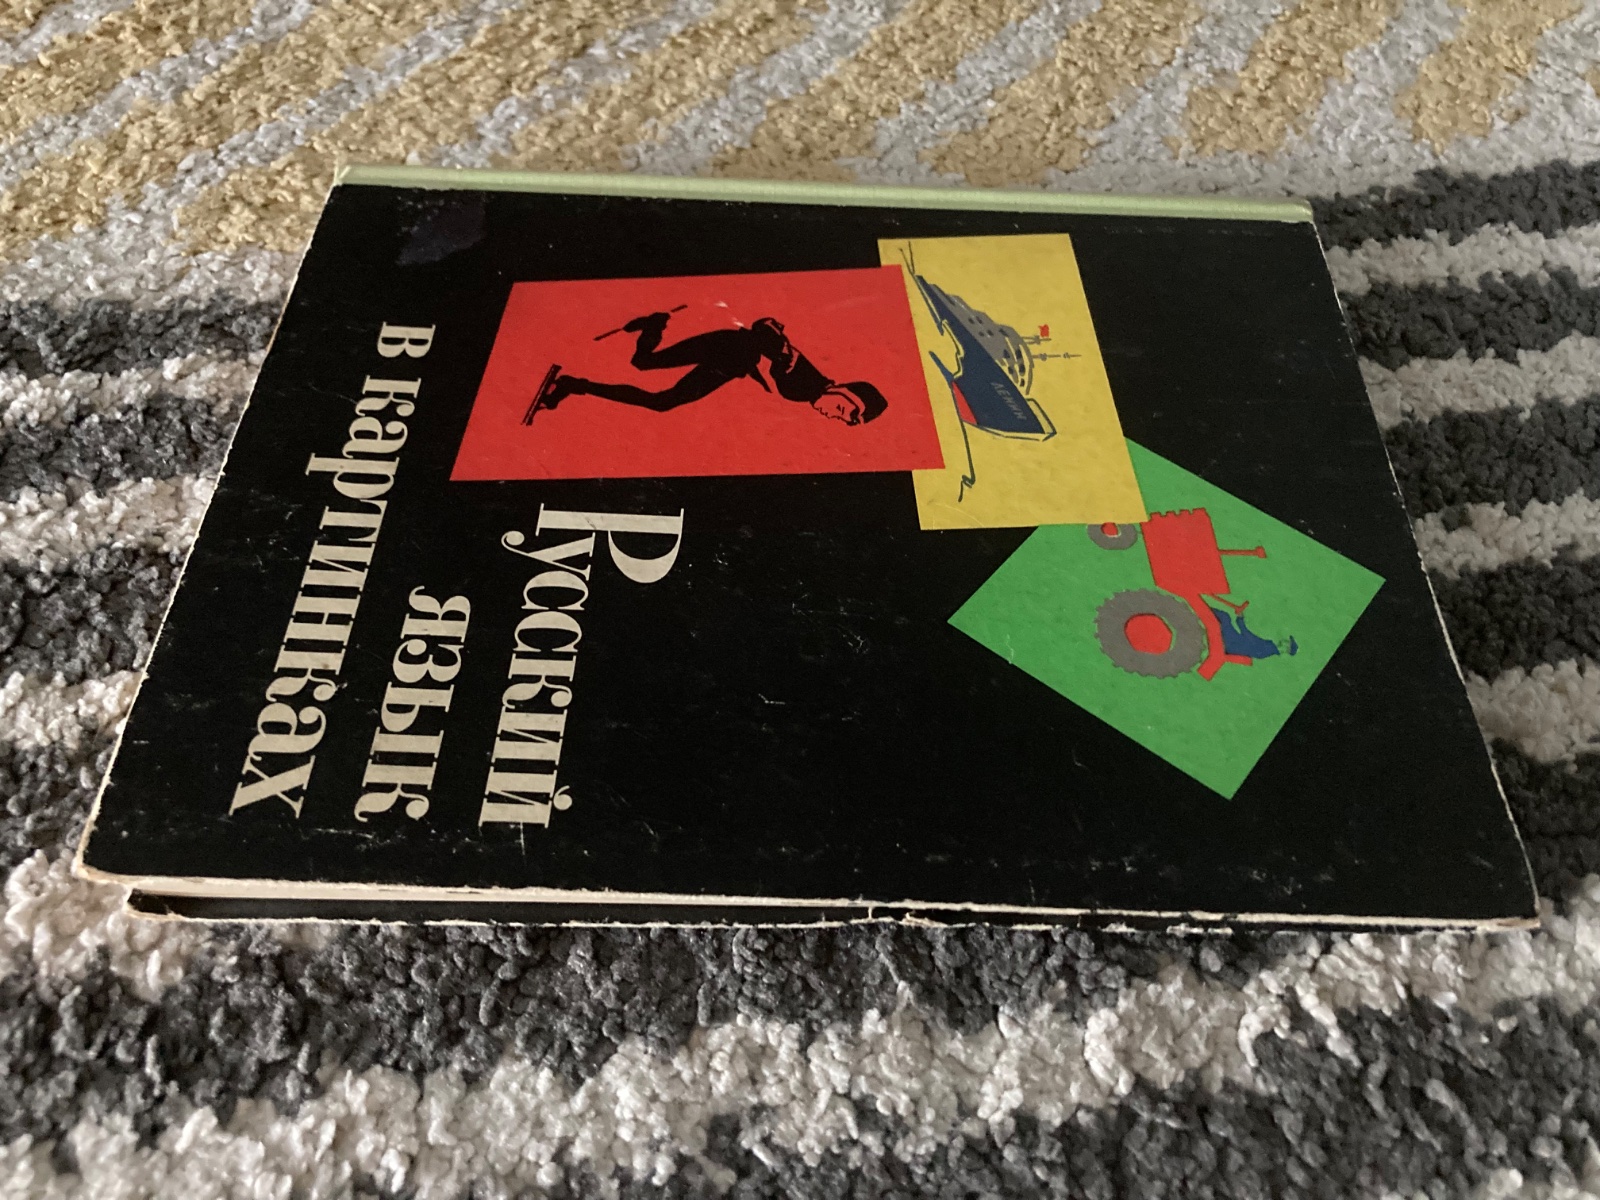 ЛЕНИН
Русский
язык
в картинках